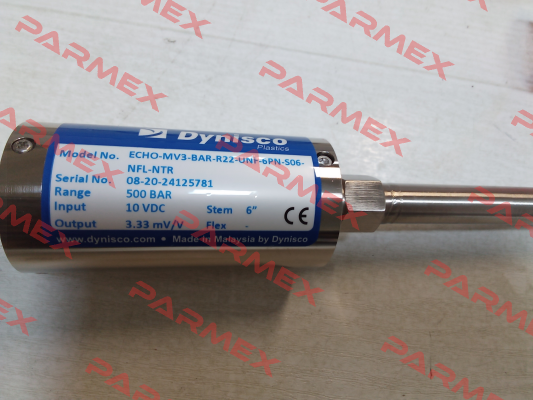 Dynisco
Plastics
Model No. ECHO-MV3-BAR-R22-UNF-6PN-S06-
NFL-NTR
Serial No. 08-20-24125781
Range 500 BAR
Input 10 VDC Stem 6"
Output 3.33 mV/V Flex -
www.dynisco.com • Made in Malaysia by Dynisco
CE
PARMEX
PARMEX
PARMEX
PARMEX
PARMEX
PARMEX
PARMEX
PARMEX
PARMEX